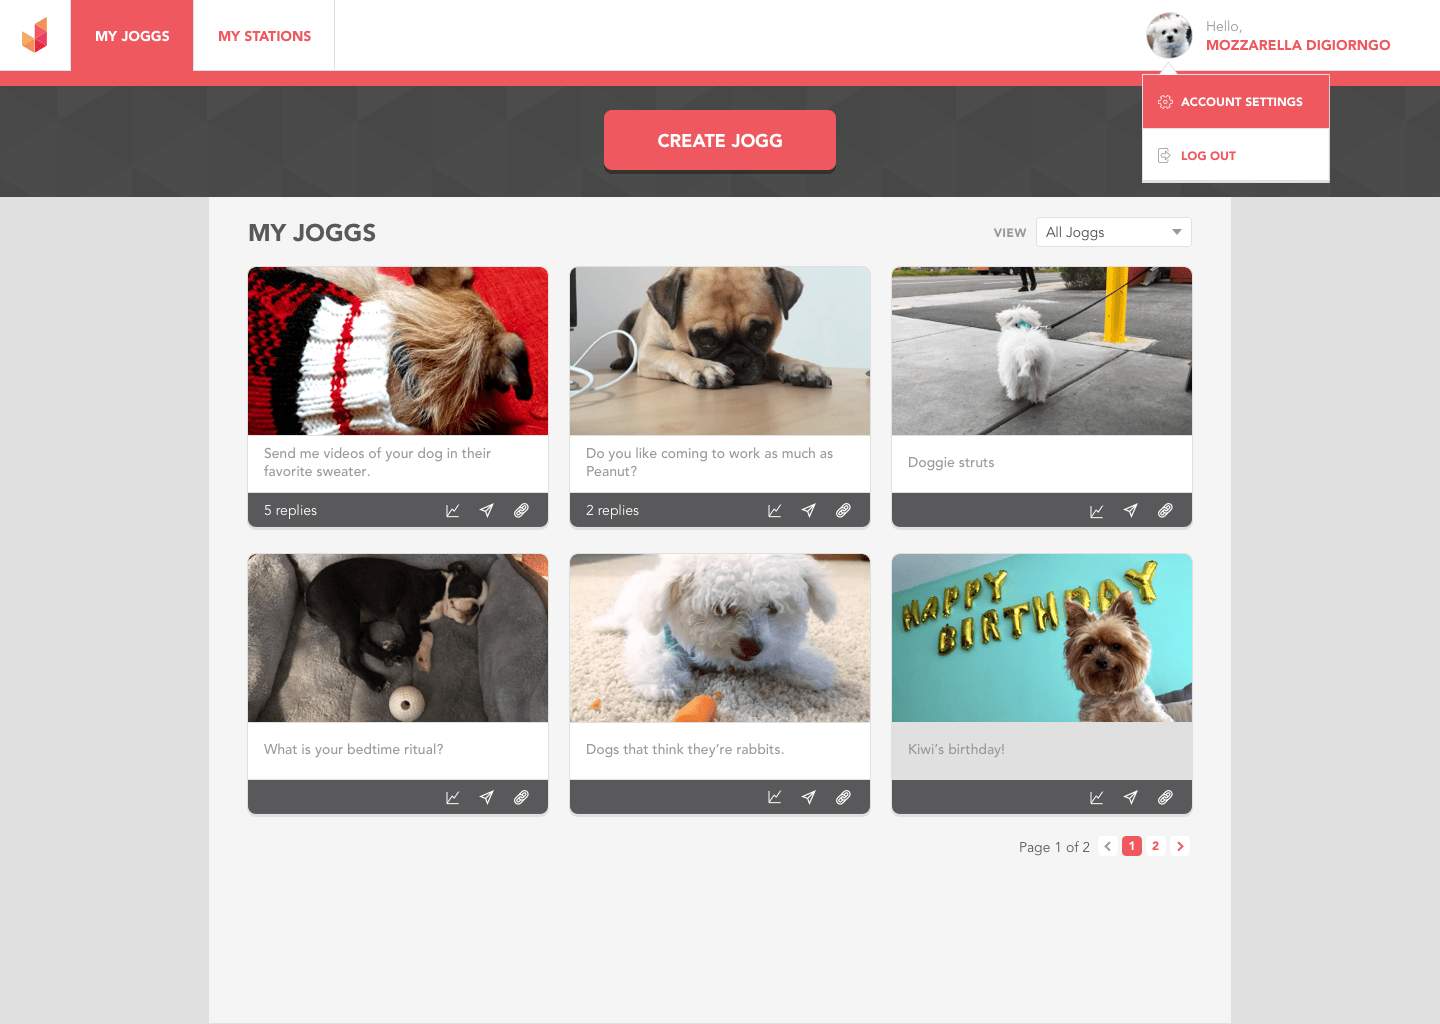 MY JOGGS
MY STATIONS
Hello,
MOZZARELLA DIGIORNGO
ACCOUNT SETTINGS
LOG OUT
CREATE JOGG
MY JOGGS
VIEW
All Joggs
Send me videos of your dog in their
favorite sweater.
5 replies
Do you like coming to work as much as
Peanut?
2 replies
Doggie struts
What is your bedtime ritual?
Dogs that think they’re rabbits.
HAPPY
BIRTHDAY
Kiwi’s birthday!
Page 1 of 2
1
2